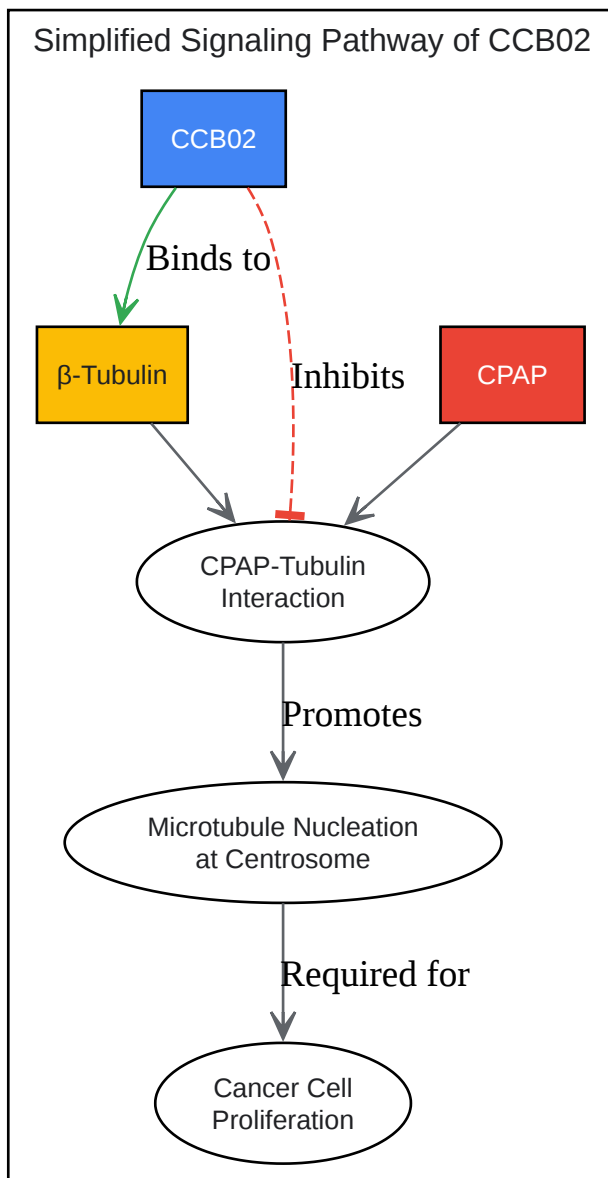 Simplified Signaling Pathway of CCB02
CCB02
Binds to
β-Tubulin
Inhibits
CPAP
CPAP-Tubulin
Interaction
Promotes
Microtubule Nucleation
at Centrosome
Required for
Cancer Cell
Proliferation